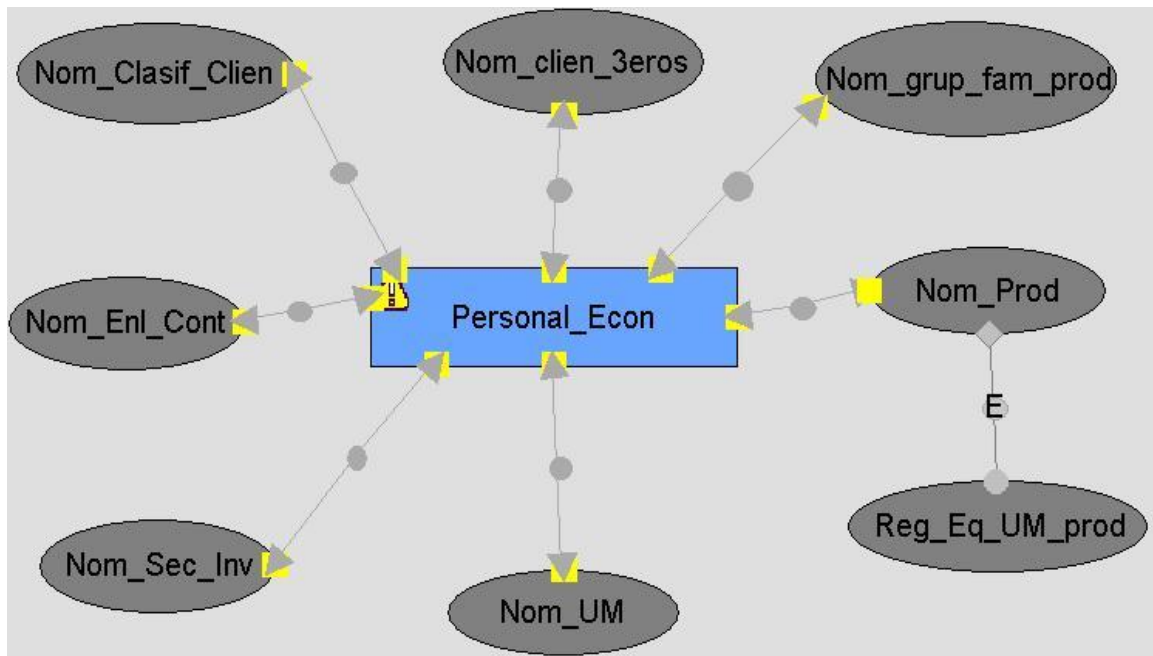 Nom_Clasif_Clien
Nom_clien_3eros
Nom_grup_fam_prod
Nom_Enl_Cont
Personal_Econ
Nom_Prod
E
Nom_Sec_Inv
Nom_UM
Reg_Eq_UM_prod